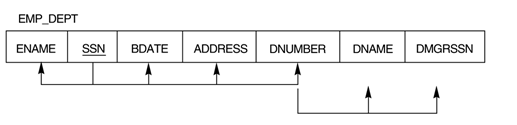 EMP_DEPT
ENAME SSN BDATE ADDRESS DNUMBER DNAME DMGRSSN